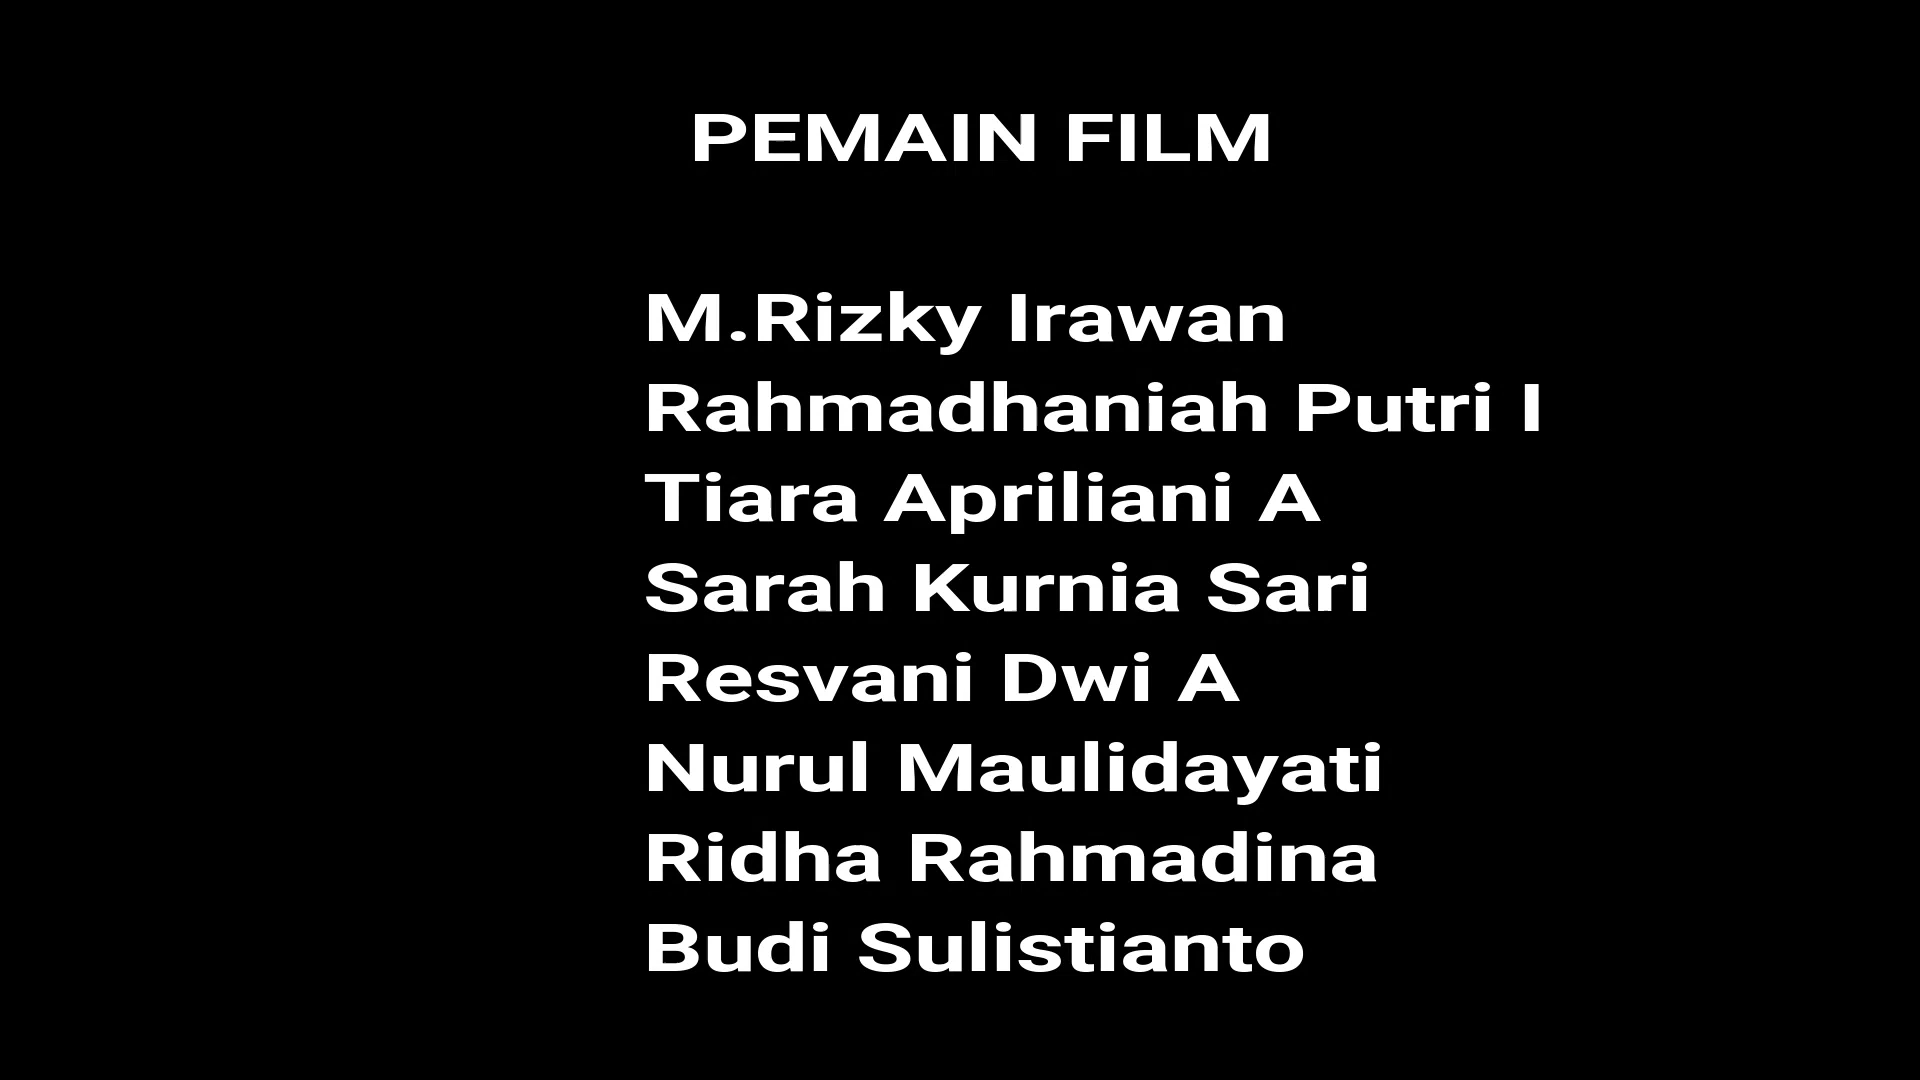 PEMAIN FILM
M.Rizky Irawan
Rahmadhaniah Putri I
Tiara Apriliani A
Sarah Kurnia Sari
Resvani Dwi A
Nurul Maulidayati
Ridha Rahmadina
Budi Sulistianto